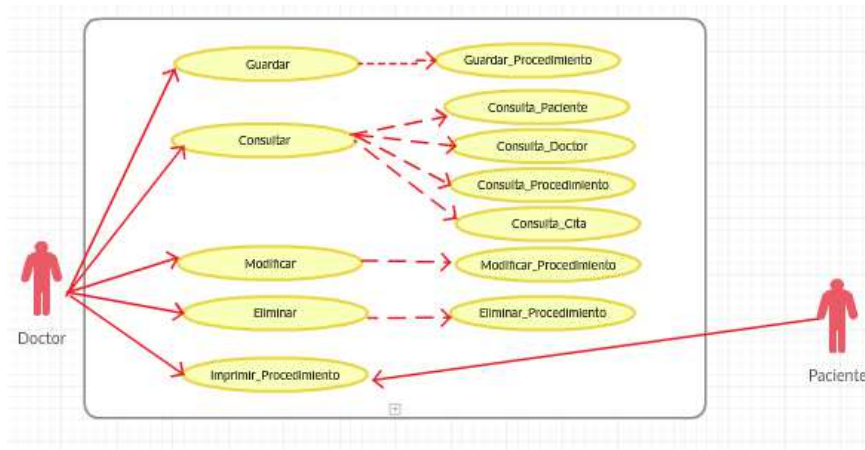 Guardar
Guardar_Procedimiento
Consulta_Paciente
Consultar
Consulta_Doctor
Consulta_Procedimiento
Consulta_Cita
Modificar
Modificar_Procedimiento
Eliminar
Eliminar_Procedimiento
Doctor
Imprimir_Procedimiento
Paciente